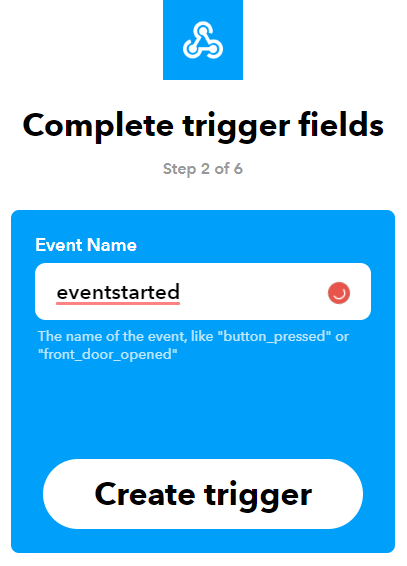 Complete trigger fields
Step 2 of 6
Event Name
eventstarted
The name of the event, like "button_pressed" or
"front_door_opened"
Create trigger